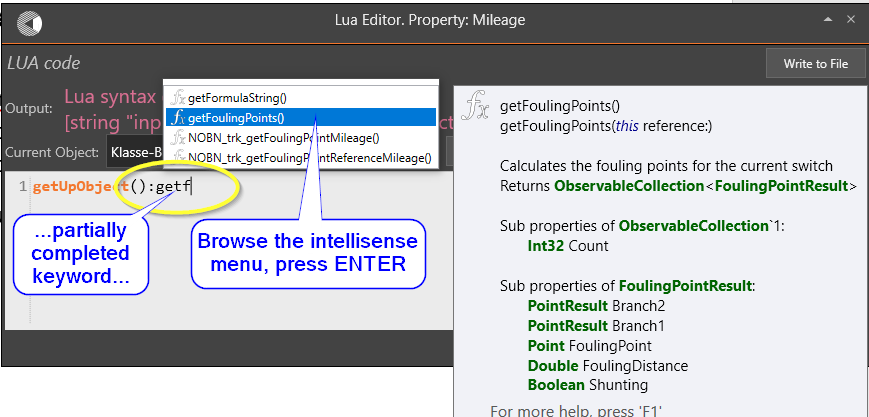 Lua Editor. Property: Mileage
LUA code
Write to File
Output:
Lua syntax
[string "inp
Current Object:
Klasse-B
getFormulaString()
getFoulingPoints()
NOBN_trk_getFoulingPointMileage()
NOBN_trk_getFoulingPointReferenceMileage()
1 getUpObject():getf
...partially
completed
keyword...
Browse the intellisense
menu, press ENTER
getFoulingPoints()
getFoulingPoints(this reference:)
Calculates the fouling points for the current switch
Returns ObservableCollection<FoulingPointResult>
Sub properties of ObservableCollection`1:
Int32 Count
Sub properties of FoulingPointResult:
PointResult Branch2
PointResult Branch1
Point FoulingPoint
Double FoulingDistance
Boolean Shunting
For more help, press 'F1'